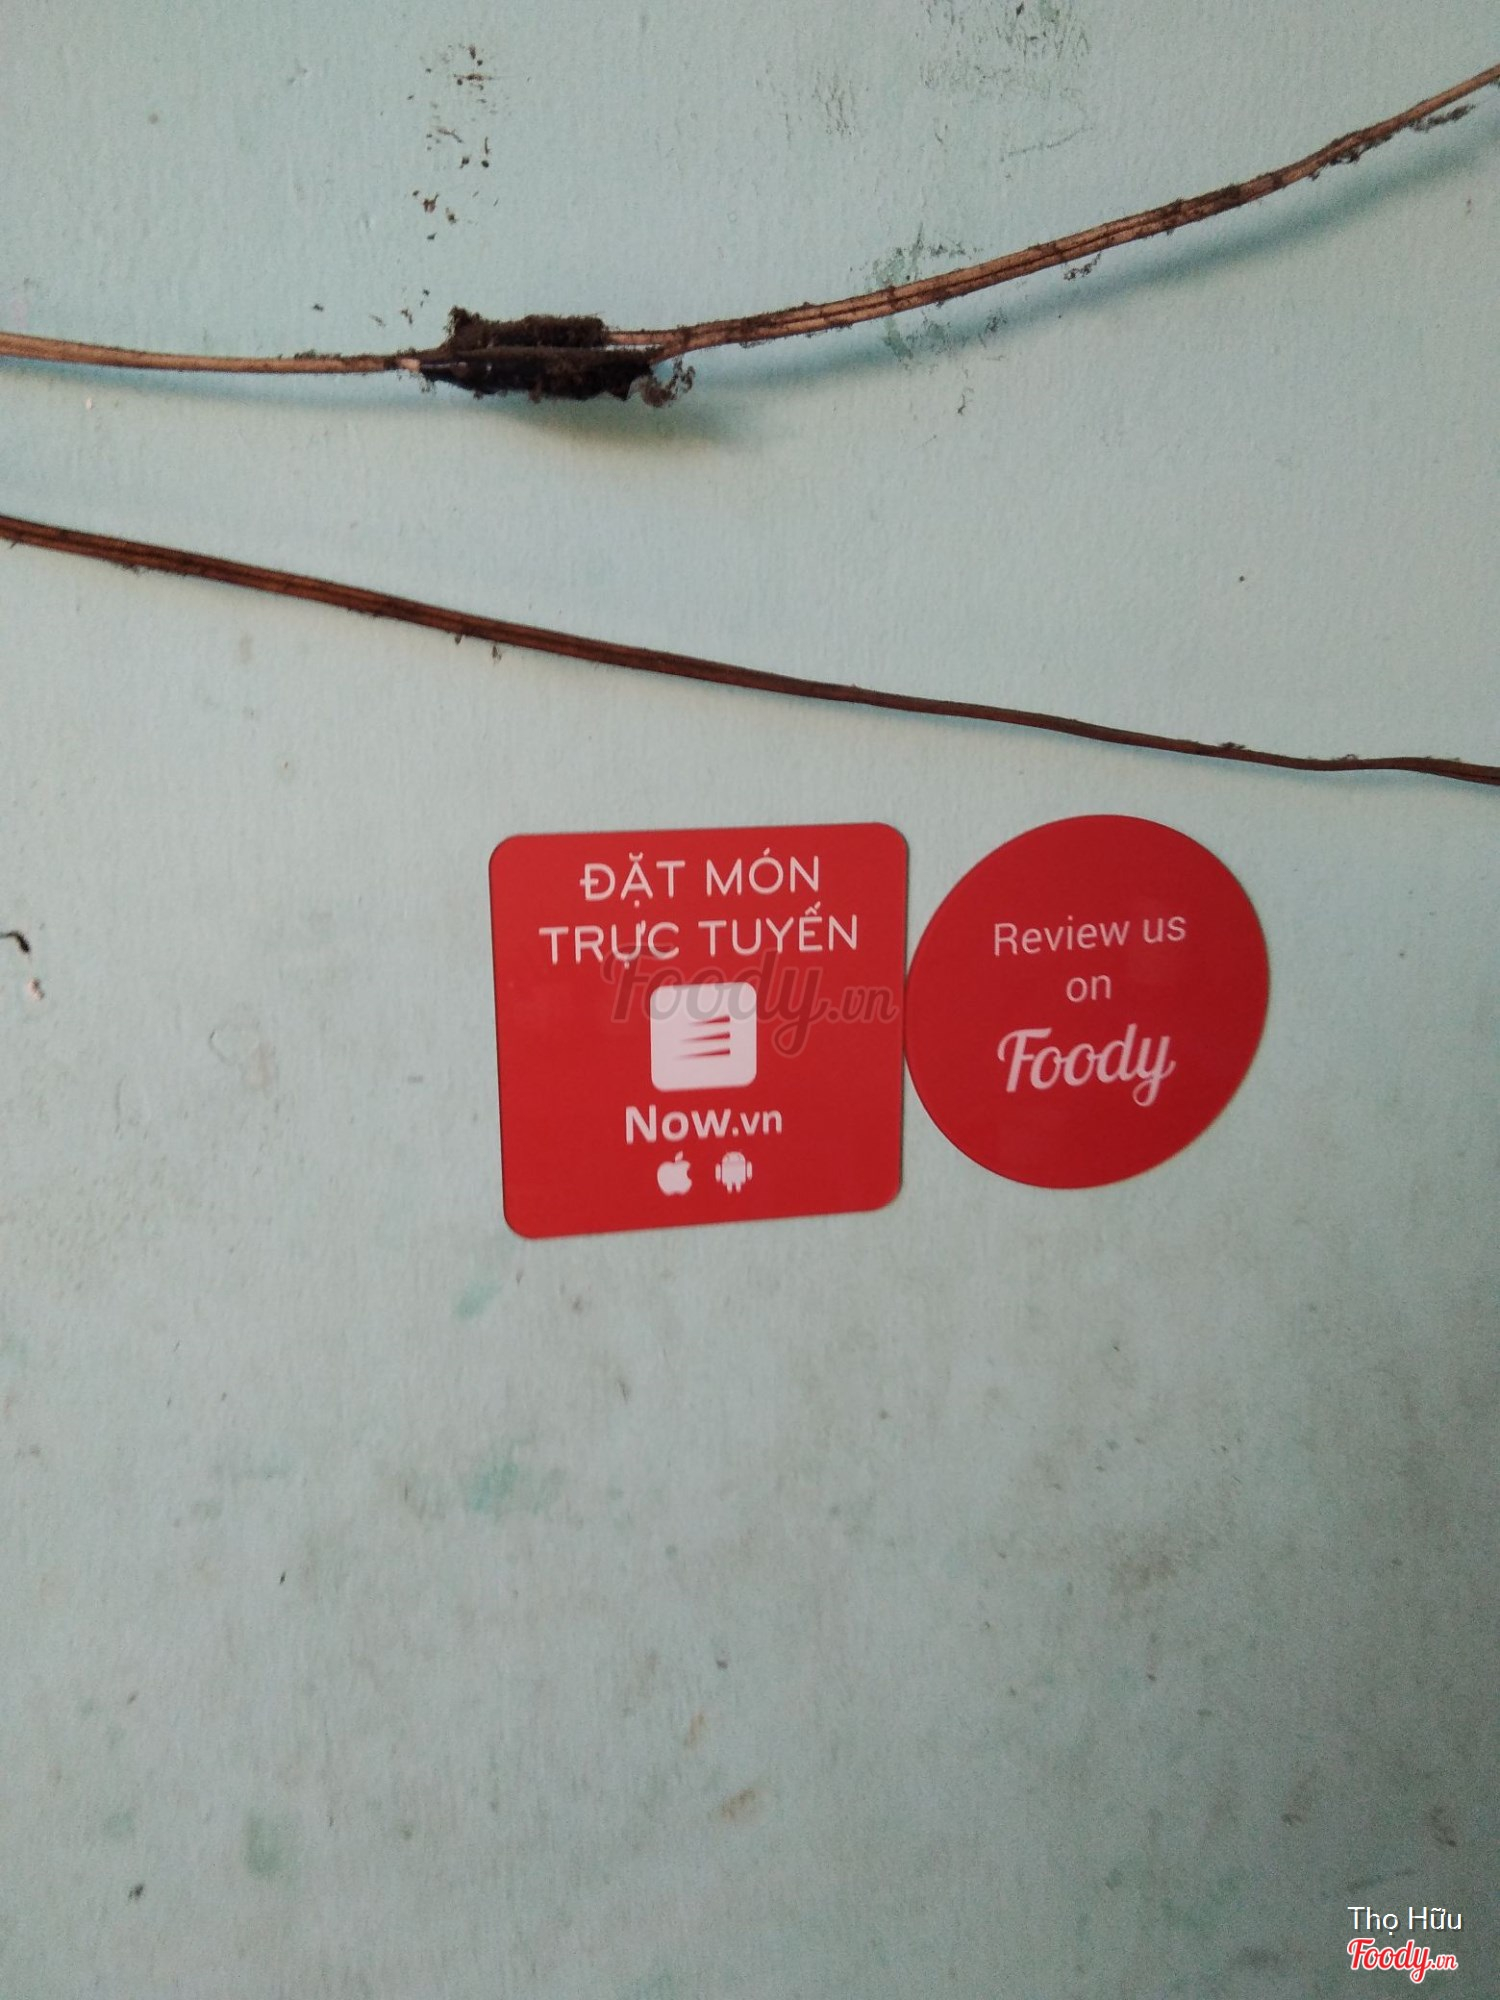 ĐẶT MÓN
TRỰC TUYẾN
Now.vn
Review us
on
Foody
Foody.vn
Thọ Hữu
Foody.vn